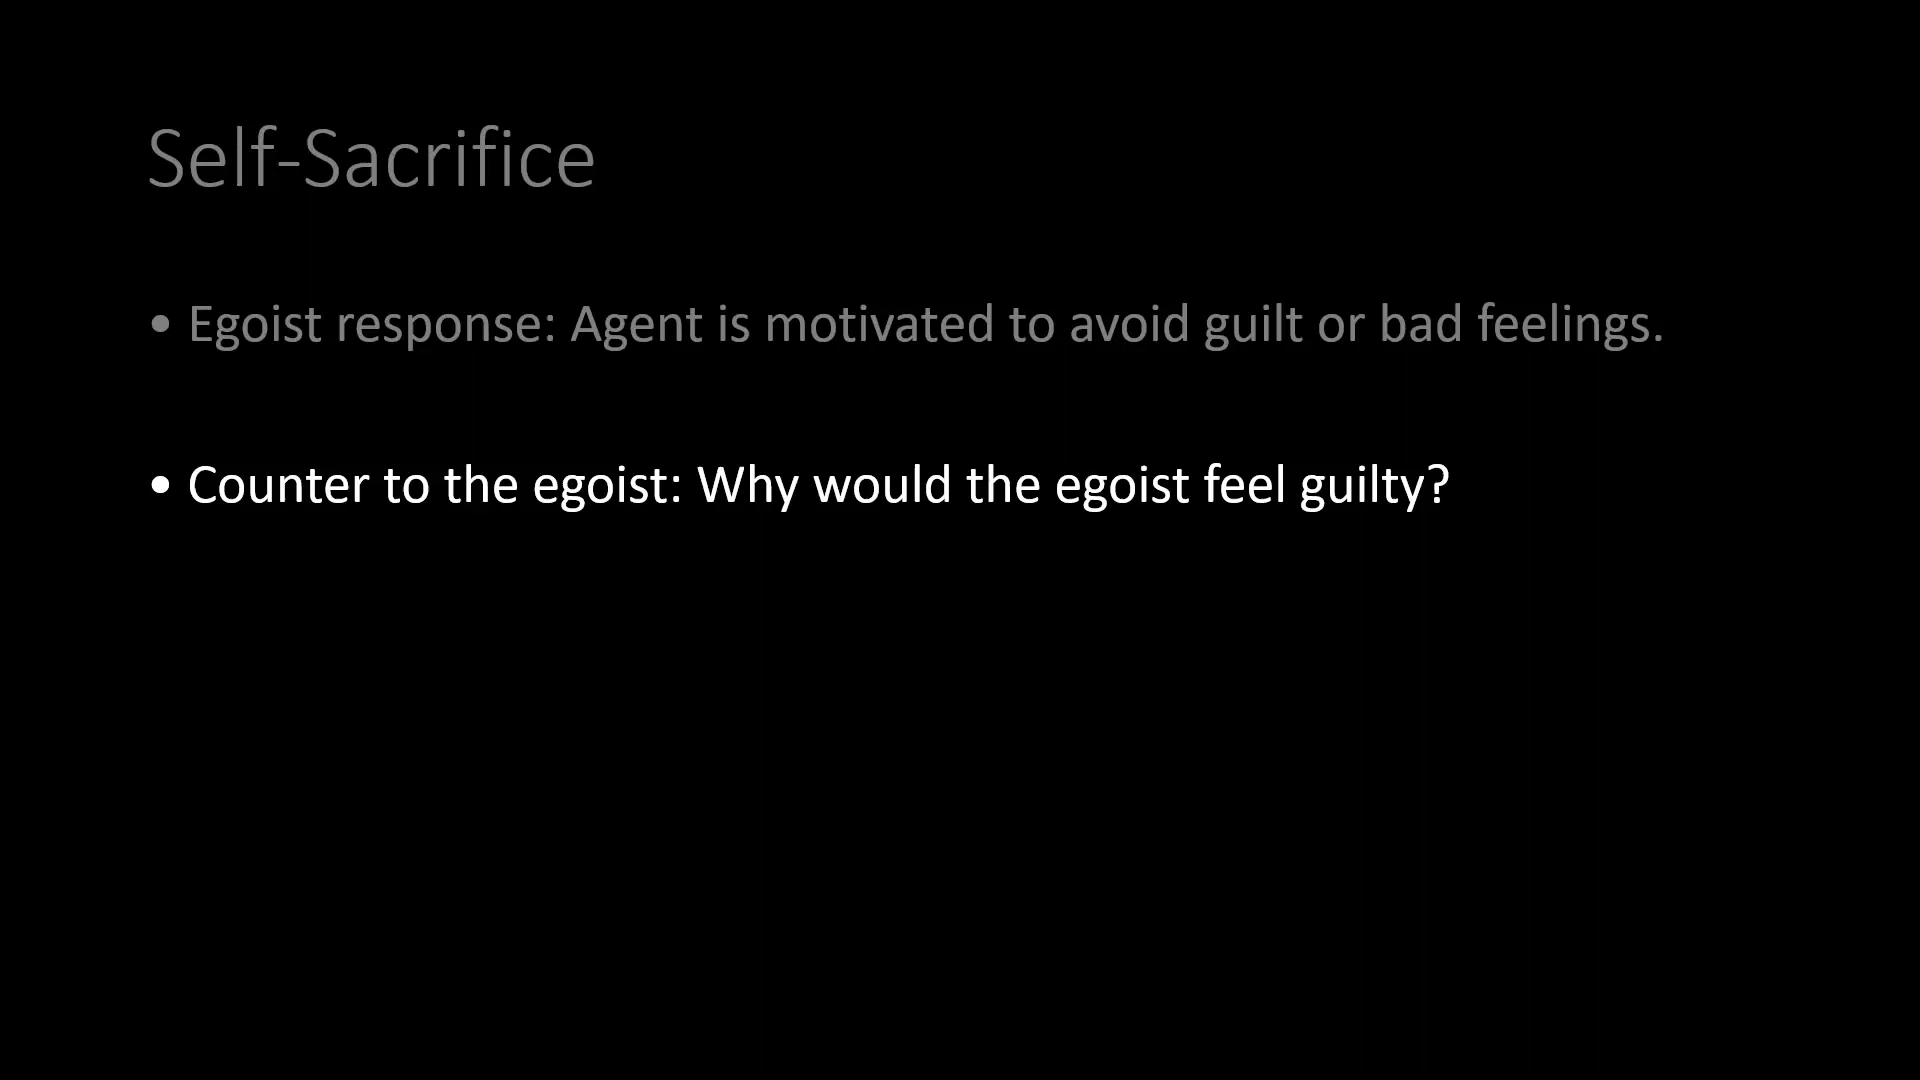 Self-Sacrifice
• Egoist response: Agent is motivated to avoid guilt or bad feelings.
• Counter to the egoist: Why would the egoist feel guilty?